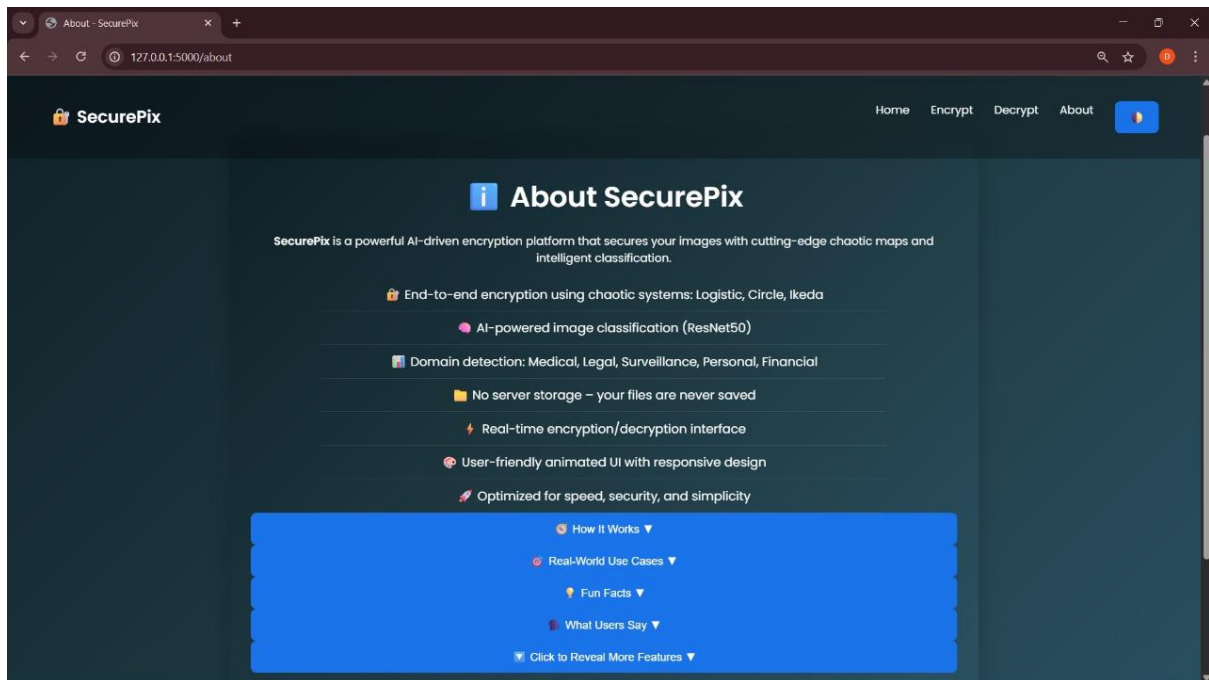 About - SecurePix
127.0.0.1:5000/about
D
SecurePix
Home Encrypt Decrypt About
About SecurePix
SecurePix is a powerful AI-driven encryption platform that secures your images with cutting-edge chaotic maps and
intelligent classification.
End-to-end encryption using chaotic systems: Logistic, Circle, Ikeda
AI-powered image classification (ResNet50)
Domain detection: Medical, Legal, Surveillance, Personal, Financial
No server storage – your files are never saved
Real-time encryption/decryption interface
User-friendly animated UI with responsive design
Optimized for speed, security, and simplicity
How It Works ▼
Real-World Use Cases ▼
Fun Facts ▼
What Users Say ▼
Click to Reveal More Features ▼